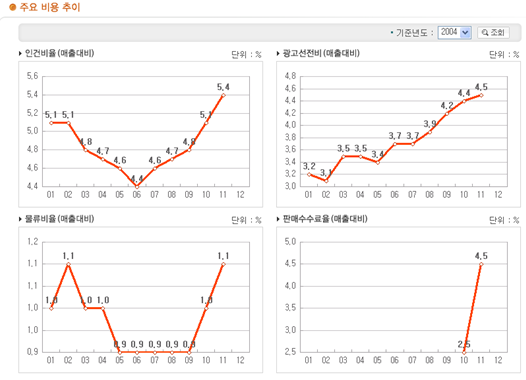 주요 비용 추이
기준년도 : 2004 조회
인건비율 (매출대비) 단위 : %
5,6
5,4
5,2
5,0
4,8
4,6
4,4
5,1 5,1 4,8 4,7 4,6 4,4 4,6 4,7 4,8 5,1 5,4
01 02 03 04 05 06 07 08 09 10 11 12
광고선전비 (매출대비) 단위 : %
4,8
4,6
4,4
4,2
4,0
3,8
3,6
3,4
3,2
3,0
3,2 3,1 3,5 3,5 3,4 3,7 3,7 3,9 4,2 4,4 4,5
01 02 03 04 05 06 07 08 09 10 11 12
물류비율 (매출대비) 단위 : %
1,2
1,1
1,1
1,0
1,0
0,9
1,0 1,1 1,0 1,0 0,9 0,9 0,9 0,9 0,9 1,0 1,1
01 02 03 04 05 06 07 08 09 10 11 12
판매수수료율 (매출대비) 단위 : %
5,0
4,5
4,0
3,5
3,0
2,5
2,5 4,5
01 02 03 04 05 06 07 08 09 10 11 12